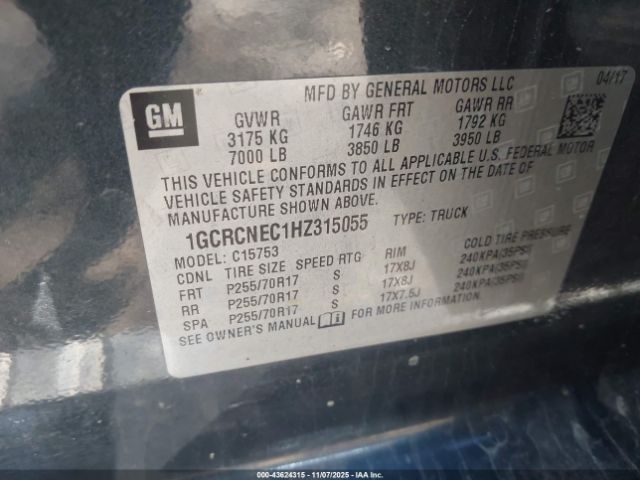 MFD BY GENERAL MOTORS LLC 04/17
GM
GVWR GAWR FRT GAWR RR
3175 KG 1746 KG 1792 KG
7000 LB 3850 LB 3950 LB
THIS VEHICLE CONFORMS TO ALL APPLICABLE U.S. FEDERAL MOTOR
VEHICLE SAFETY STANDARDS IN EFFECT ON THE DATE OF
MANUFACTURE SHOWN ABOVE.
1GCRCNEC1HZ315055 TYPE: TRUCK
MODEL: C15753
CDNL TIRE SIZE SPEED RTG RIM COLD TIRE PRESSURE
FRT P255/70R17 S 17X8J 240KPA(35PSI)
RR P255/70R17 S 17X8J 240KPA(35PSI)
SPA P255/70R17 S 17X7.5J 240KPA(35PSI)
SEE OWNER'S MANUAL FOR MORE INFORMATION.
Owner: 00-43624315 - 11/07/2025 - IAA Inc.